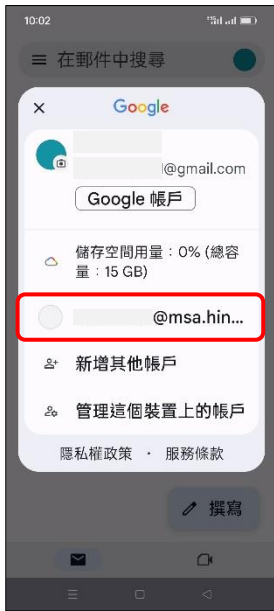 10:02
在郵件中搜尋
Google
l@gmail.com
Google 帳戶
儲存空間用量：0% (總容
量：15 GB)
@msa.hin...
新增其他帳戶
管理這個裝置上的帳戶
隱私權政策 · 服務條款
撰寫